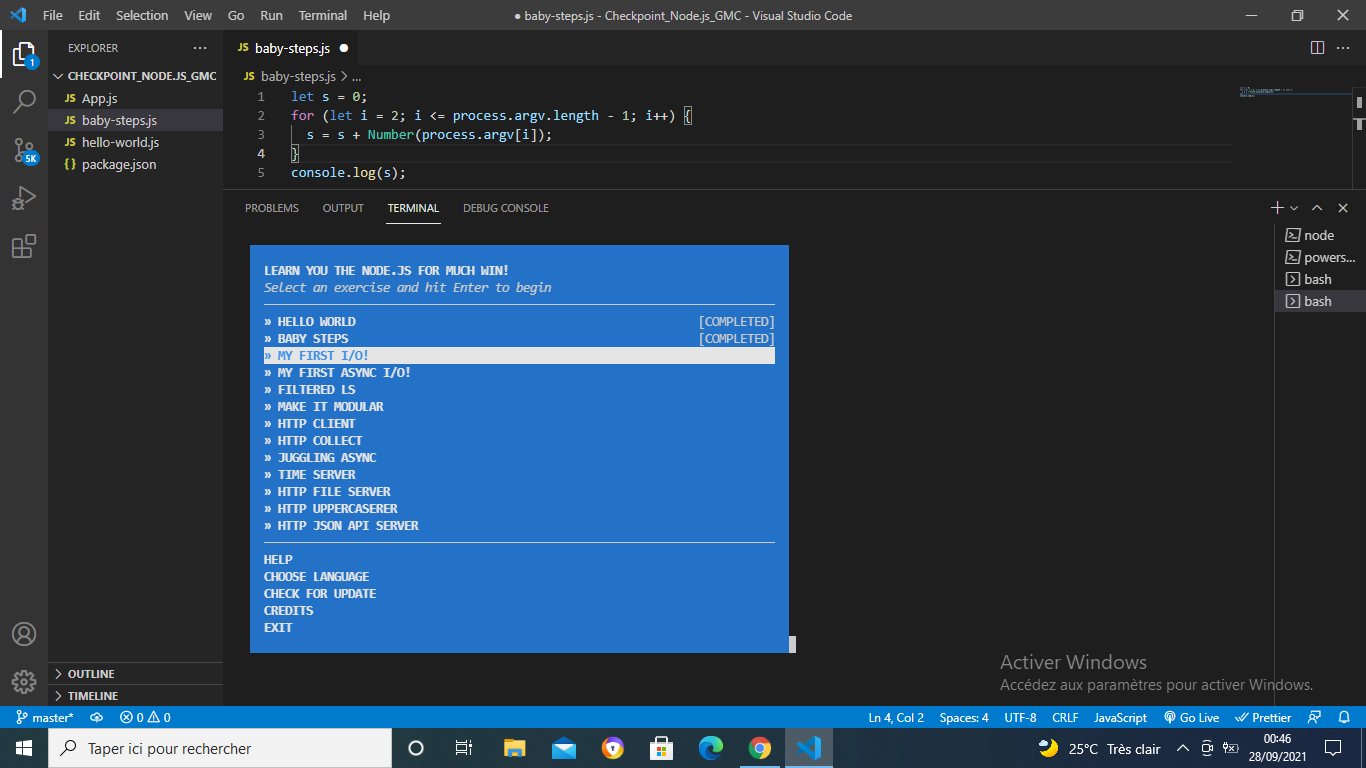 File Edit Selection View Go Run Terminal Help ● baby-steps.js - Checkpoint_Node.js_GMC - Visual Studio Code
EXPLORER ···
CHECKPOINT_NODE.JS_GMC
JS App.js
JS baby-steps.js
JS hello-world.js
{} package.json
1
5K
OUTLINE
TIMELINE
JS baby-steps.js ●
JS baby-steps.js > ...
1 let s = 0;
2 for (let i = 2; i <= process.argv.length - 1; i++) {
3 s = s + Number(process.argv[i]);
4 }
5 console.log(s);
PROBLEMS OUTPUT TERMINAL DEBUG CONSOLE
LEARN YOU THE NODE.JS FOR MUCH WIN!
Select an exercise and hit Enter to begin
» HELLO WORLD [COMPLETED]
» BABY STEPS [COMPLETED]
» MY FIRST I/O!
» MY FIRST ASYNC I/O!
» FILTERED LS
» MAKE IT MODULAR
» HTTP CLIENT
» HTTP COLLECT
» JUGGLING ASYNC
» TIME SERVER
» HTTP FILE SERVER
» HTTP UPPERCASERER
» HTTP JSON API SERVER
HELP
CHOOSE LANGUAGE
CHECK FOR UPDATE
CREDITS
EXIT
node
powers...
bash
bash
Activer Windows
Accédez aux paramètres pour activer Windows.
master* 0 0 Ln 4, Col 2 Spaces: 4 UTF-8 CRLF JavaScript Go Live Prettier
Taper ici pour rechercher
25°C Très clair
00:46
28/09/2021